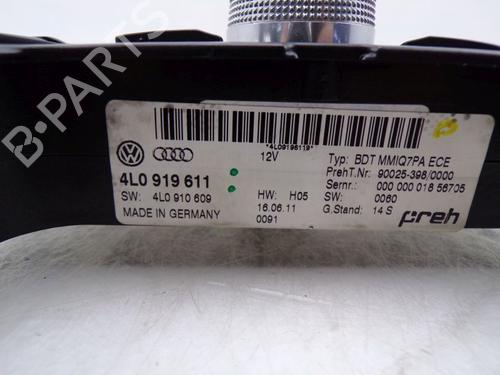 B-PARTS
*4L0919611*
12V
Typ: BDT MMIQ7PA ECE
4L0 919 611
PrehT.Nr: 90025-398/0000
Sernr.: 000 000 018 56705
SW: 4L0 910 609
HW: H05
SW: 0060
16.06.11
G.Stand: 14 S
MADE IN GERMANY
0091
preh